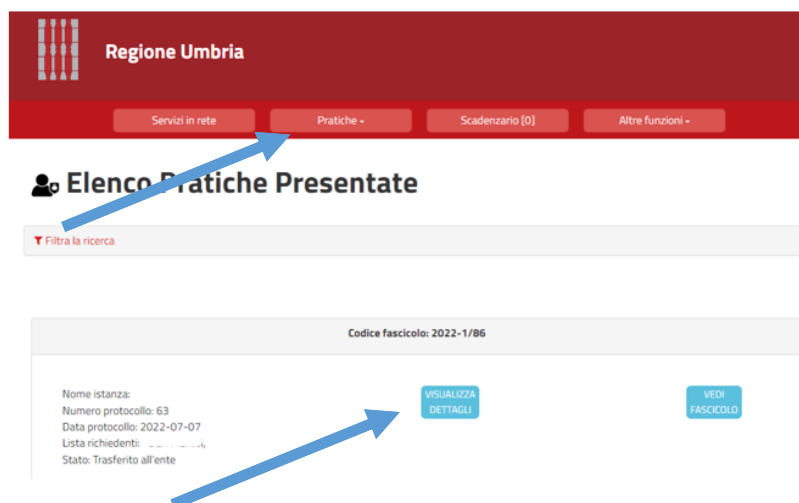 Regione Umbria
Servizi in rete Pratiche Scadenzario [0] Altre funzioni
Elenco Pratiche Presentate
Filtra la ricerca
Codice fascicolo: 2022-1/86
Nome istanza:
Numero protocollo: 63
Data protocollo: 2022-07-07
Lista richiedenti:
Stato: Trasferito all'ente
VISUALIZZA
DETTAGLI
VEDI
FASCICOLO